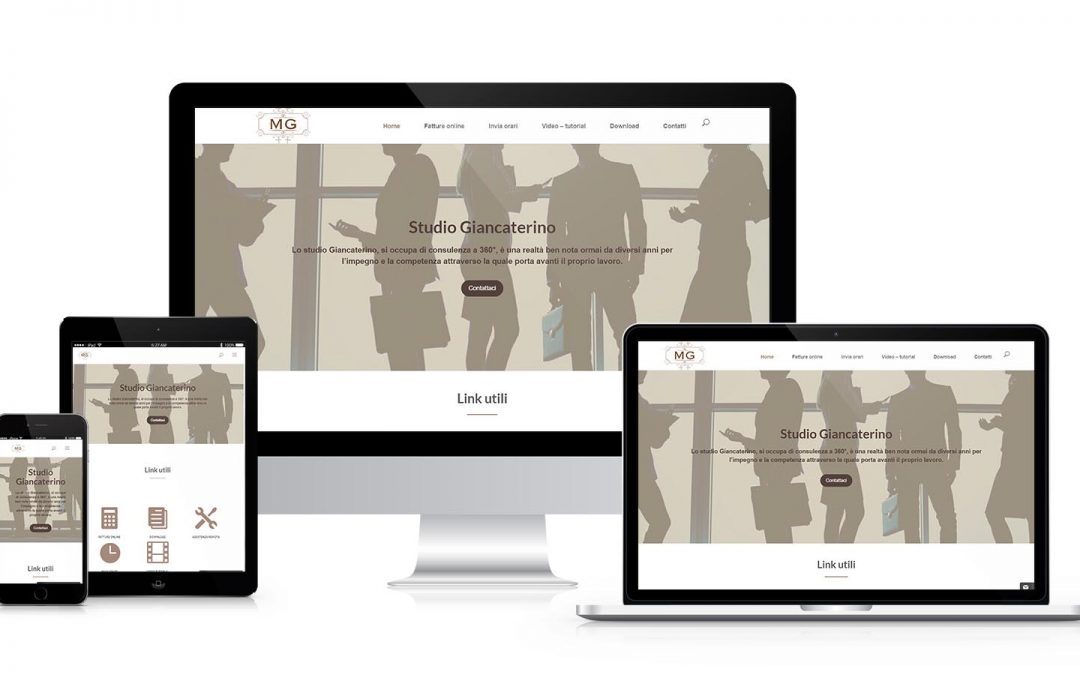 MG
Home Fatture online Invia orari Video – tutorial Download Contatti
Studio Giancaterino
Lo studio Giancaterino, si occupa di consulenza a 360°, è una realtà ben nota ormai da diversi anni per
l'impegno e la competenza attraverso la quale porta avanti il proprio lavoro.
Contattaci
Link utili
iPad 100%
MG
Studio Giancaterino
Contattaci
Link utili
FATTURE ONLINE DOWNLOAD ASSISTENZA REMOTA
MG
Studio
Giancaterino
Contattaci
Link utili
MG
Home Fatture online Invia orari Video – tutorial Download Contatti
Studio Giancaterino
Lo studio Giancaterino, si occupa di consulenza a 360°, è una realtà ben nota ormai da diversi anni per
l'impegno e la competenza attraverso la quale porta avanti il proprio lavoro.
Contattaci
Link utili